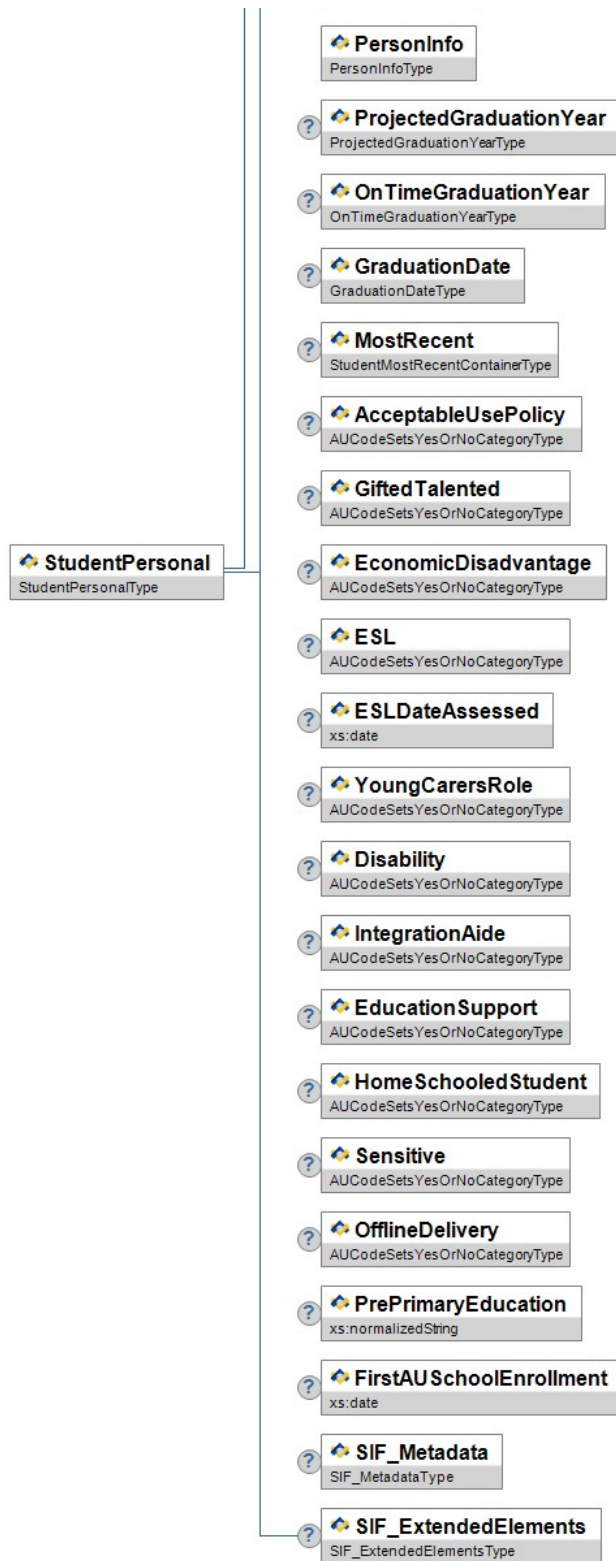 PersonInfo
PersonInfoType
? ProjectedGraduationYear
ProjectedGraduationYearType
? OnTimeGraduationYear
OnTimeGraduationYearType
? GraduationDate
GraduationDateType
? MostRecent
StudentMostRecentContainerType
? AcceptableUsePolicy
AUCodeSetsYesOrNoCategoryType
? GiftedTalented
AUCodeSetsYesOrNoCategoryType
StudentPersonal
StudentPersonalType
? EconomicDisadvantage
AUCodeSetsYesOrNoCategoryType
? ESL
AUCodeSetsYesOrNoCategoryType
? ESLDateAssessed
xs:date
? YoungCarersRole
AUCodeSetsYesOrNoCategoryType
? Disability
AUCodeSetsYesOrNoCategoryType
? IntegrationAide
AUCodeSetsYesOrNoCategoryType
? EducationSupport
AUCodeSetsYesOrNoCategoryType
? HomeSchooledStudent
AUCodeSetsYesOrNoCategoryType
? Sensitive
AUCodeSetsYesOrNoCategoryType
? OfflineDelivery
AUCodeSetsYesOrNoCategoryType
? PrePrimaryEducation
xs:normalizedString
? FirstAUSchoolEnrollment
xs:date
? SIF_Metadata
SIF_MetadataType
? SIF_ExtendedElements
SIF_ExtendedElementsType